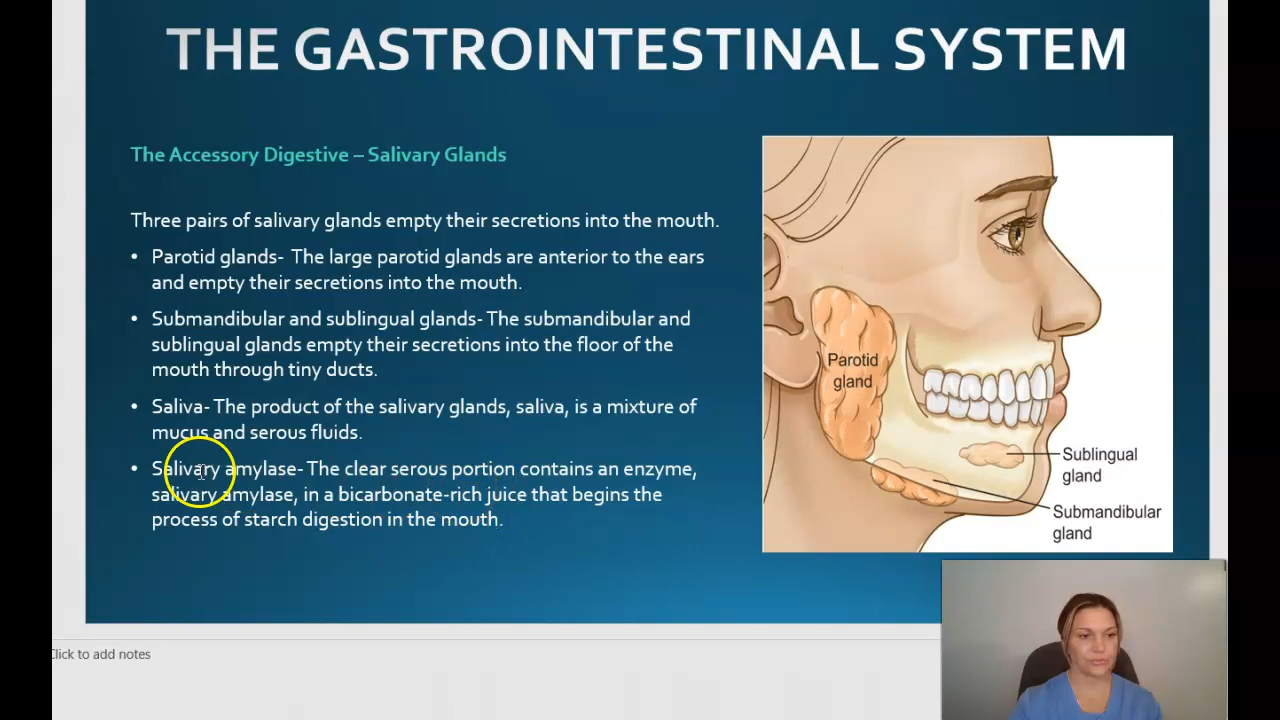 THE GASTROINTESTINAL SYSTEM
The Accessory Digestive – Salivary Glands
Three pairs of salivary glands empty their secretions into the mouth.
• Parotid glands- The large parotid glands are anterior to the ears
and empty their secretions into the mouth.
• Submandibular and sublingual glands- The submandibular and
sublingual glands empty their secretions into the floor of the
mouth through tiny ducts.
• Saliva- The product of the salivary glands, saliva, is a mixture of
mucus and serous fluids.
• Salivary amylase- The clear serous portion contains an enzyme,
salivary amylase, in a bicarbonate-rich juice that begins the
process of starch digestion in the mouth.
Parotid
gland
Sublingual
gland
Submandibular
gland
Click to add notes